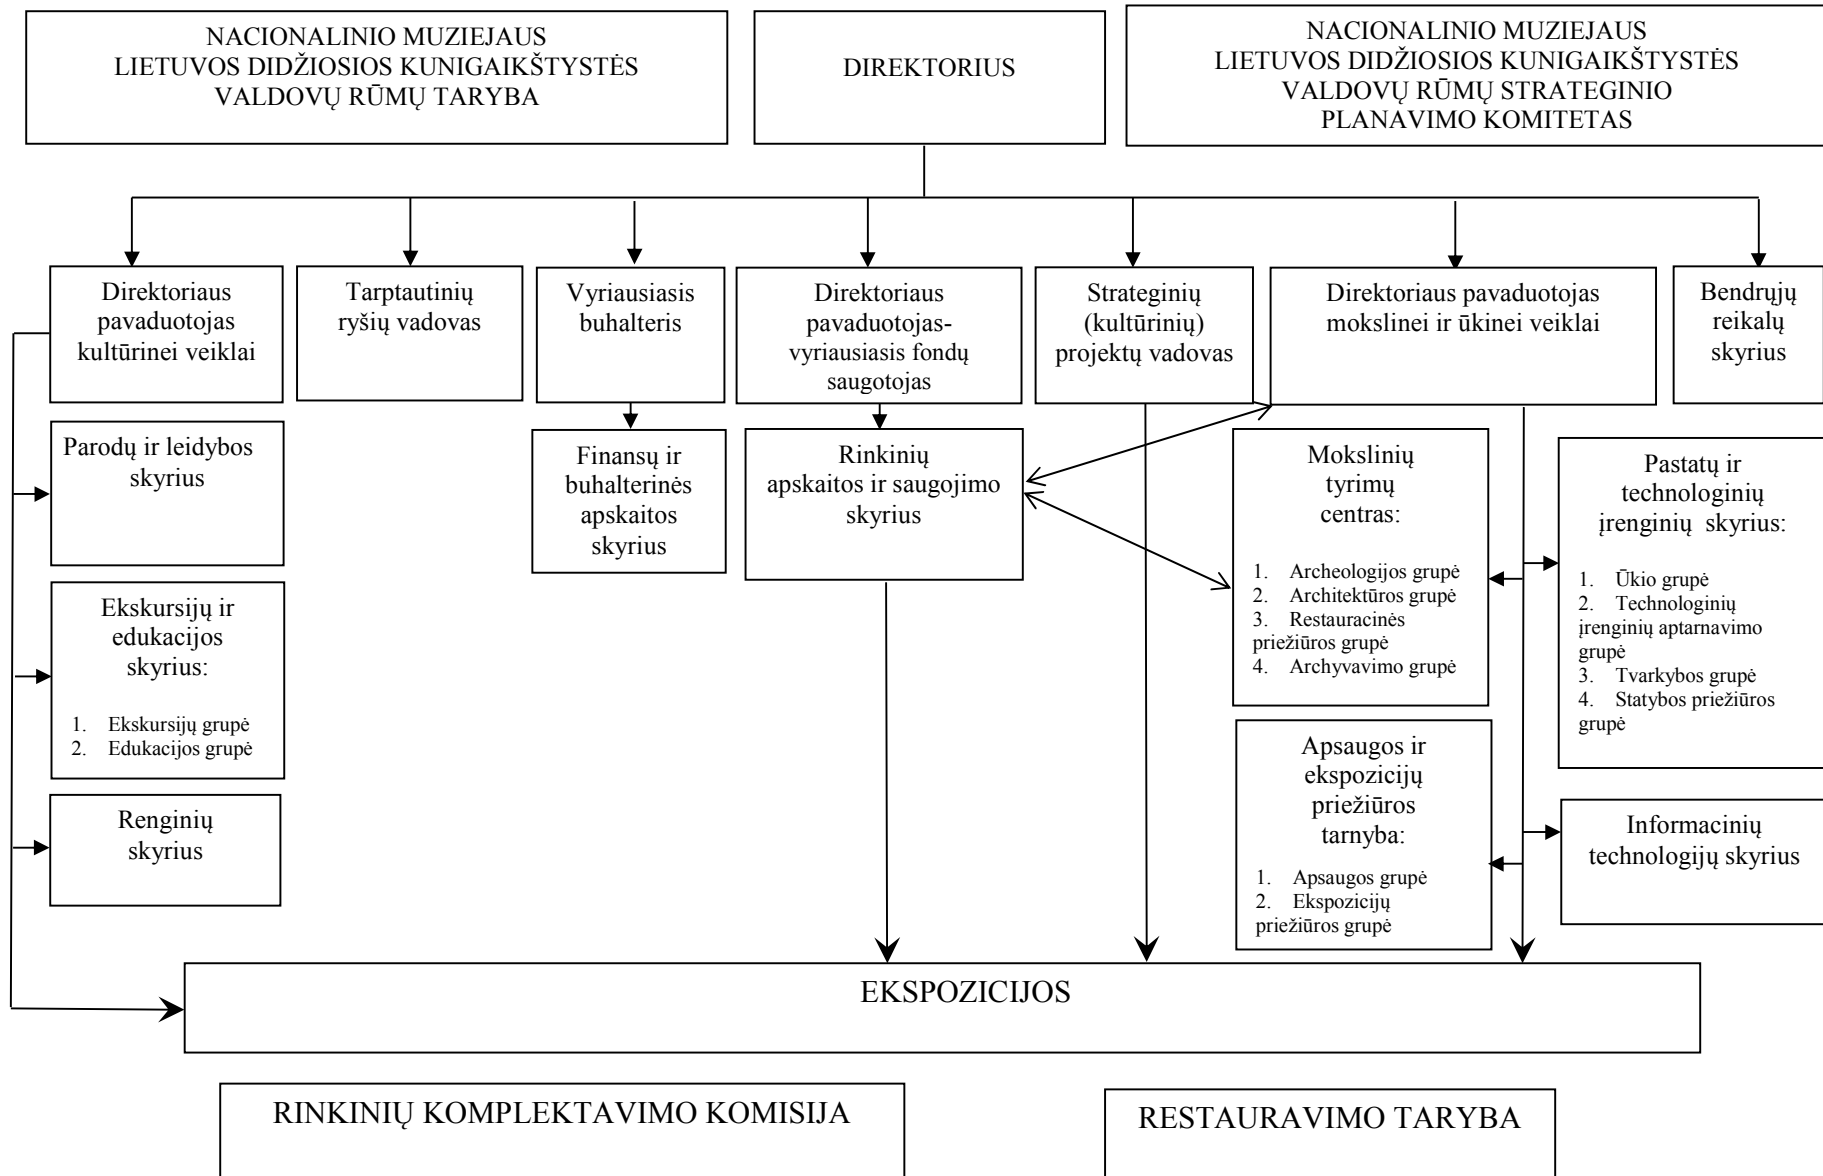 NACIONALINIO MUZIEJAUS
LIETUVOS DIDŽIOSIOS KUNIGAIKŠTYSTĖS
VALDOVŲ RŪMŲ TARYBA
DIREKTORIUS
NACIONALINIO MUZIEJAUS
LIETUVOS DIDŽIOSIOS KUNIGAIKŠTYSTĖS
VALDOVŲ RŪMŲ STRATEGINIO
PLANAVIMO KOMITETAS
Direktoriaus
pavaduotojas
kultūrinei veiklai
Tarptautinių
ryšių vadovas
Vyriausiasis
buhalteris
Direktoriaus
pavaduotojas-
vyriausiasis fondų
saugotojas
Strateginių
(kultūrinių)
projektų vadovas
Direktoriaus pavaduotojas
mokslinei ir ūkinei veiklai
Bendrųjų
reikalų
skyrius
Parodų ir leidybos
skyrius
Finansų ir
buhalterinės
apskaitos
skyrius
Rinkinių
apskaitos ir saugojimo
skyrius
Mokslinių
tyrimų
centras:
1. Archeologijos grupė
2. Architektūros grupė
3. Restauracinės
priežiūros grupė
4. Archyvavimo grupė
Pastatų ir
technologinių
įrenginių skyrius:
1. Ūkio grupė
2. Technologinių
įrenginių aptarnavimo
grupė
3. Tvarkybos grupė
4. Statybos priežiūros
grupė
Ekskursijų ir
edukacijos
skyrius:
1. Ekskursijų grupė
2. Edukacijos grupė
Apsaugos ir
ekspozicijų
priežiūros
tarnyba:
1. Apsaugos grupė
2. Ekspozicijų
priežiūros grupė
Renginių
skyrius
Informacinių
technologijų skyrius
EKSPOZICIJOS
RINKINIŲ KOMPLEKTAVIMO KOMISIJA
RESTAURAVIMO TARYBA